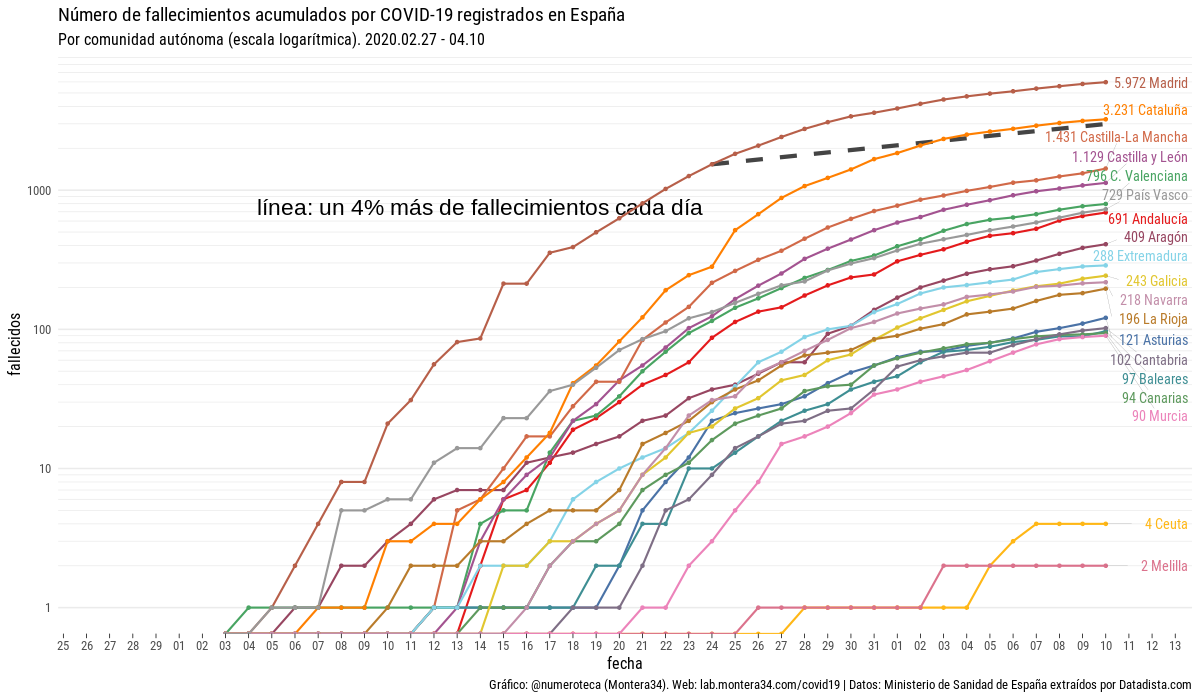 Número de fallecimientos acumulados por COVID-19 registrados en España
Por comunidad autónoma (escala logarítmica). 2020.02.27 - 04.10
5.972 Madrid
3.231 Cataluña
1.431 Castilla-La Mancha
1.129 Castilla y León
796 C. Valenciana
729 País Vasco
691 Andalucía
409 Aragón
288 Extremadura
243 Galicia
218 Navarra
196 La Rioja
121 Asturias
102 Cantabria
97 Baleares
94 Canarias
90 Murcia
4 Ceuta
2 Melilla
línea: un 4% más de fallecimientos cada día
fallecidos
1000
100
10
1
25 26 27 28 29 01 02 03 04 05 06 07 08 09 10 11 12 13 14 15 16 17 18 19 20 21 22 23 24 25 26 27 28 29 30 31 01 02 03 04 05 06 07 08 09 10 11 12 13
fecha
Gráfico: @numeroteca (Montera34). Web: lab.montera34.com/covid19 | Datos: Ministerio de Sanidad de España extraídos por Datadista.com